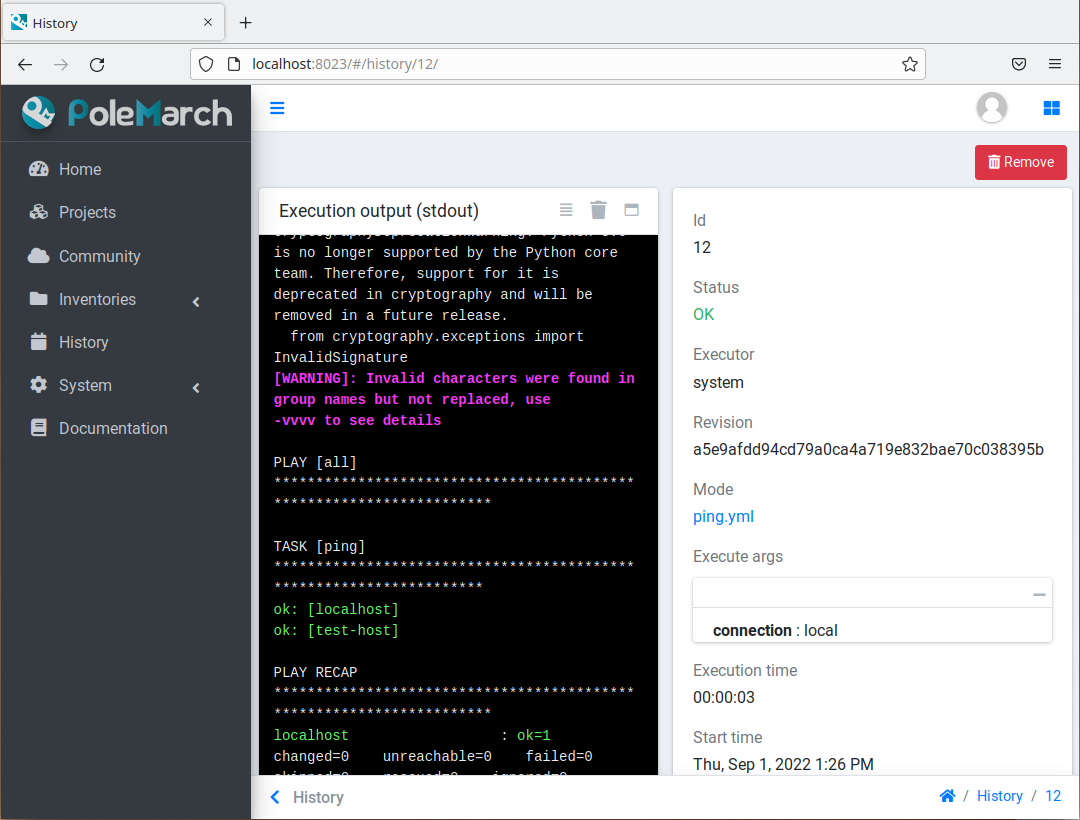 History
localhost:8023/#/history/12/
PoleMarch
Home
Projects
Community
Inventories
History
System
Documentation
Remove
Execution output (stdout)
is no longer supported by the Python core
team. Therefore, support for it is
deprecated in cryptography and will be
removed in a future release.
  from cryptography.exceptions import
InvalidSignature
[WARNING]: Invalid characters were found in
group names but not replaced, use
-vvvv to see details
PLAY [all]
*******************************************
**************************
TASK [ping]
*******************************************
*************************
ok: [localhost]
ok: [test-host]
PLAY RECAP
*******************************************
**************************
localhost                  : ok=1
changed=0    unreachable=0    failed=0
Id
12
Status
OK
Executor
system
Revision
a5e9afdd94cd79a0ca4a719e832bae70c038395b
Mode
ping.yml
Execute args
connection : local
Execution time
00:00:03
Start time
Thu, Sep 1, 2022 1:26 PM
History
/ History / 12